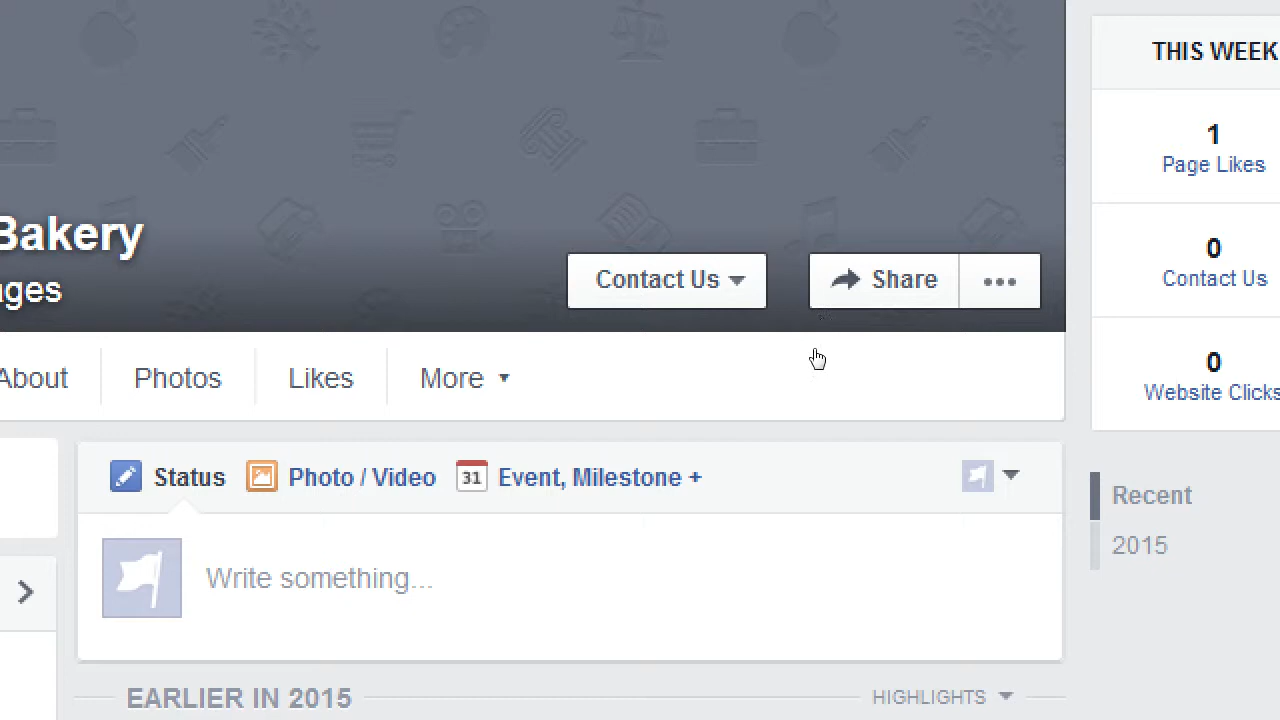 THIS WEEK
1
Page Likes
Bakery
Contact Us
Share
0
Contact Us
About
Photos
Likes
More
0
Website Clicks
Status
Photo / Video
31
Event, Milestone +
Recent
2015
Write something...
EARLIER IN 2015
HIGHLIGHTS